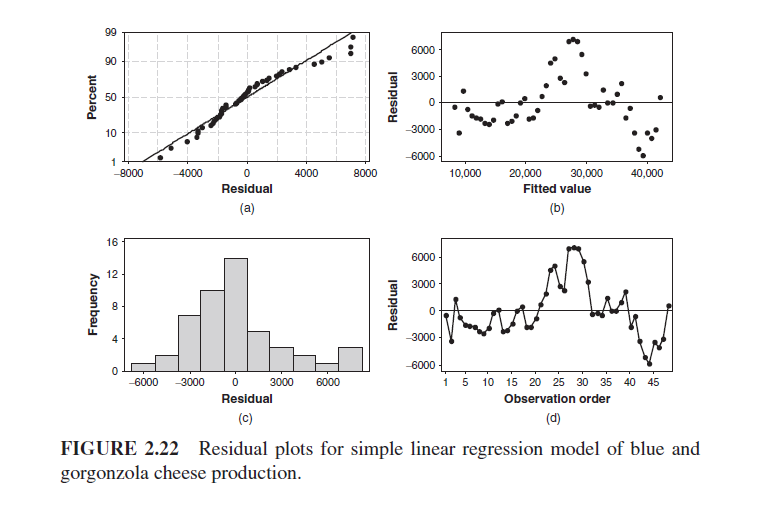 99
90
50
10
1
Percent
−8000 −4000 0 4000 8000
Residual
(a)
6000
3000
0
−3000
−6000
Residual
10,000 20,000 30,000 40,000
Fitted value
(b)
16
12
8
4
0
Frequency
−6000 −3000 0 3000 6000
Residual
(c)
6000
3000
0
−3000
−6000
Residual
1 5 10 15 20 25 30 35 40 45
Observation order
(d)
FIGURE 2.22 Residual plots for simple linear regression model of blue and
gorgonzola cheese production.